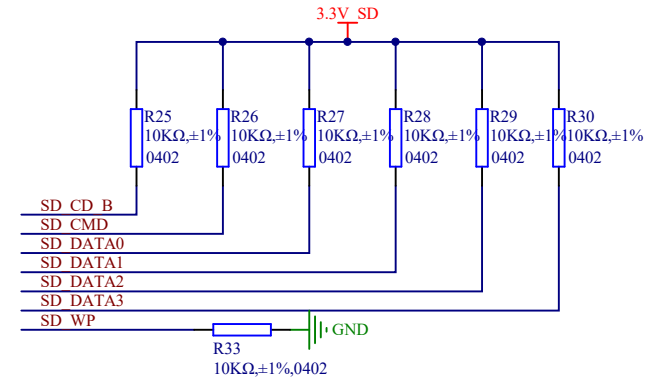 3.3V_SD
R25 R26 R27 R28 R29 R30
10KΩ,±1% 10KΩ,±1% 10KΩ,±1% 10KΩ,±1% 10KΩ,±1% 10KΩ,±1%
0402 0402 0402 0402 0402 0402
SD_CD_B
SD_CMD
SD_DATA0
SD_DATA1
SD_DATA2
SD_DATA3
SD_WP
GND
R33
10KΩ,±1%,0402